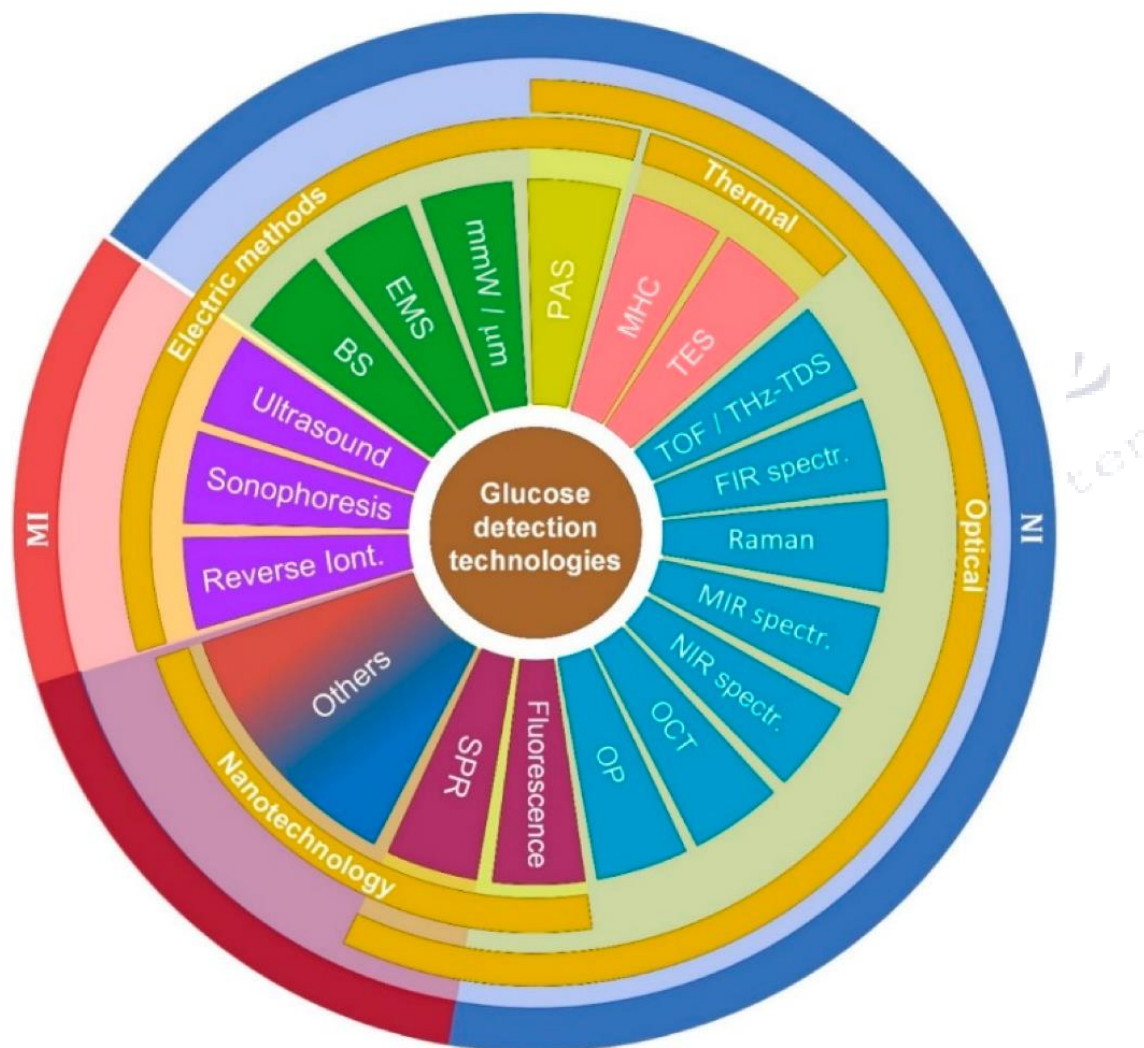 Glucose
detection
technologies
Electric methods
Thermal
Optical
Nanotechnology
MI
NI
BS
EMS
mmW / μm
PAS
MHC
TES
TOF / THz-TDS
FIR spectr.
Raman
MIR spectr.
NIR spectr.
OCT
OP
Fluorescence
SPR
Others
Reverse Iont.
Sonophoresis
Ultrasound